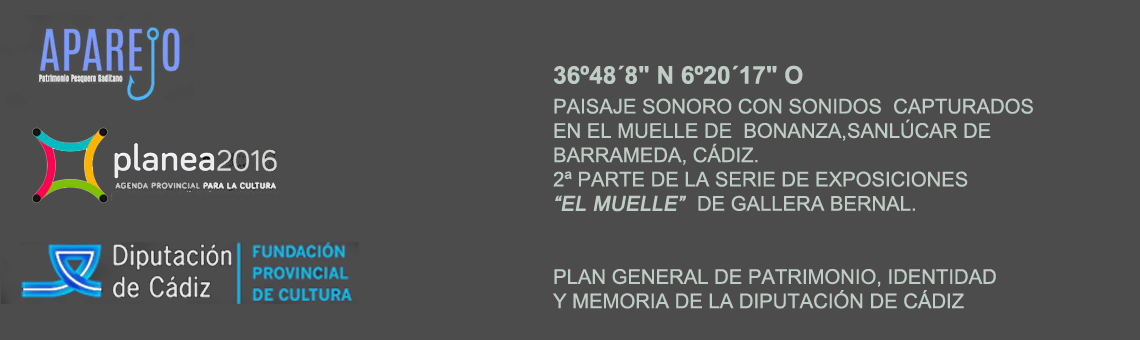 APAREJO
Patrimonio Pesquero Gaditano
planea2016
AGENDA PROVINCIAL PARA LA CULTURA
Diputación
de Cádiz
FUNDACIÓN
PROVINCIAL
DE CULTURA
36º48´8" N 6º20´17" O
PAISAJE SONORO CON SONIDOS CAPTURADOS
EN EL MUELLE DE BONANZA,SANLÚCAR DE
BARRAMEDA, CÁDIZ.
2ª PARTE DE LA SERIE DE EXPOSICIONES
“EL MUELLE” DE GALLERA BERNAL.
PLAN GENERAL DE PATRIMONIO, IDENTIDAD
Y MEMORIA DE LA DIPUTACIÓN DE CÁDIZ